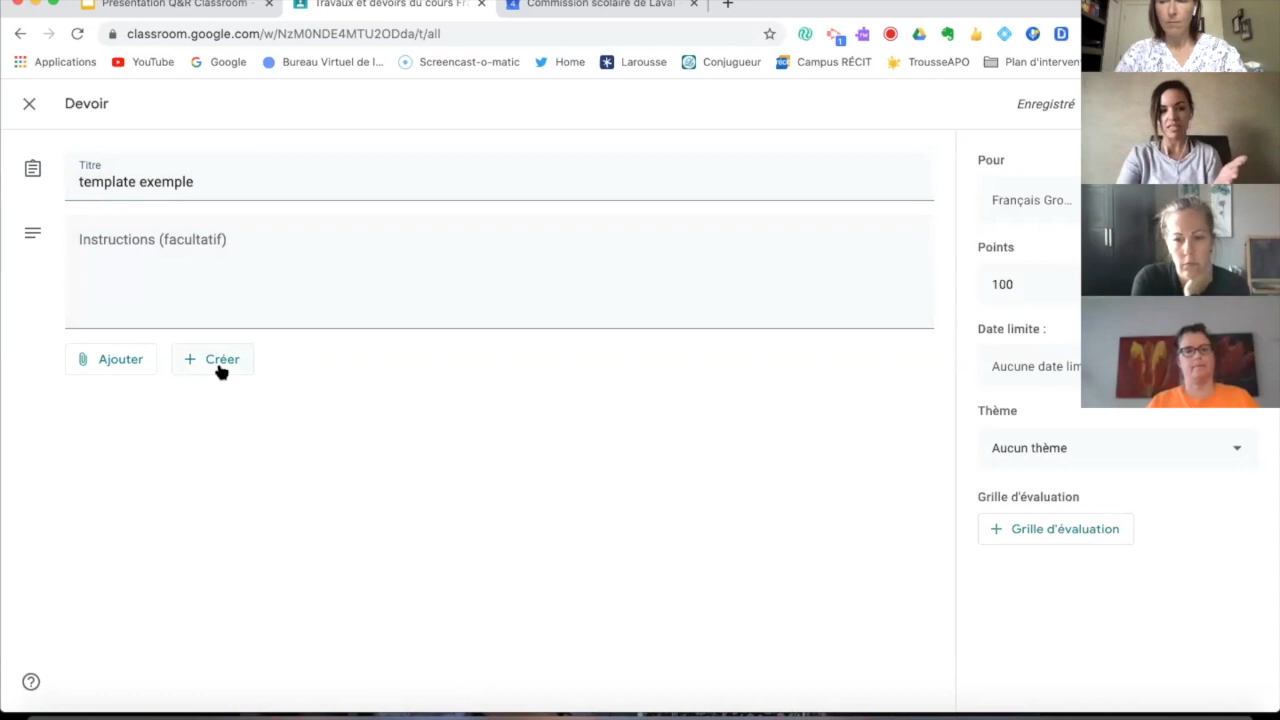 Présentation Q&R Classroom -
Travaux et devoirs du cours Fr
Commission scolaire de Laval
classroom.google.com/w/NzM0NDE4MTU2ODda/t/all
1
Applications
YouTube
Google
Bureau Virtuel de l...
Screencast-o-matic
Home
Larousse
Conjugueur
Campus RÉCIT
TrousseAPO
Plan d'interven
Devoir
Enregistré
Titre
template exemple
Instructions (facultatif)
Ajouter
Créer
Pour
Français Gro...
Points
100
Date limite :
Aucune date lim
Thème
Aucun thème
Grille d'évaluation
Grille d'évaluation